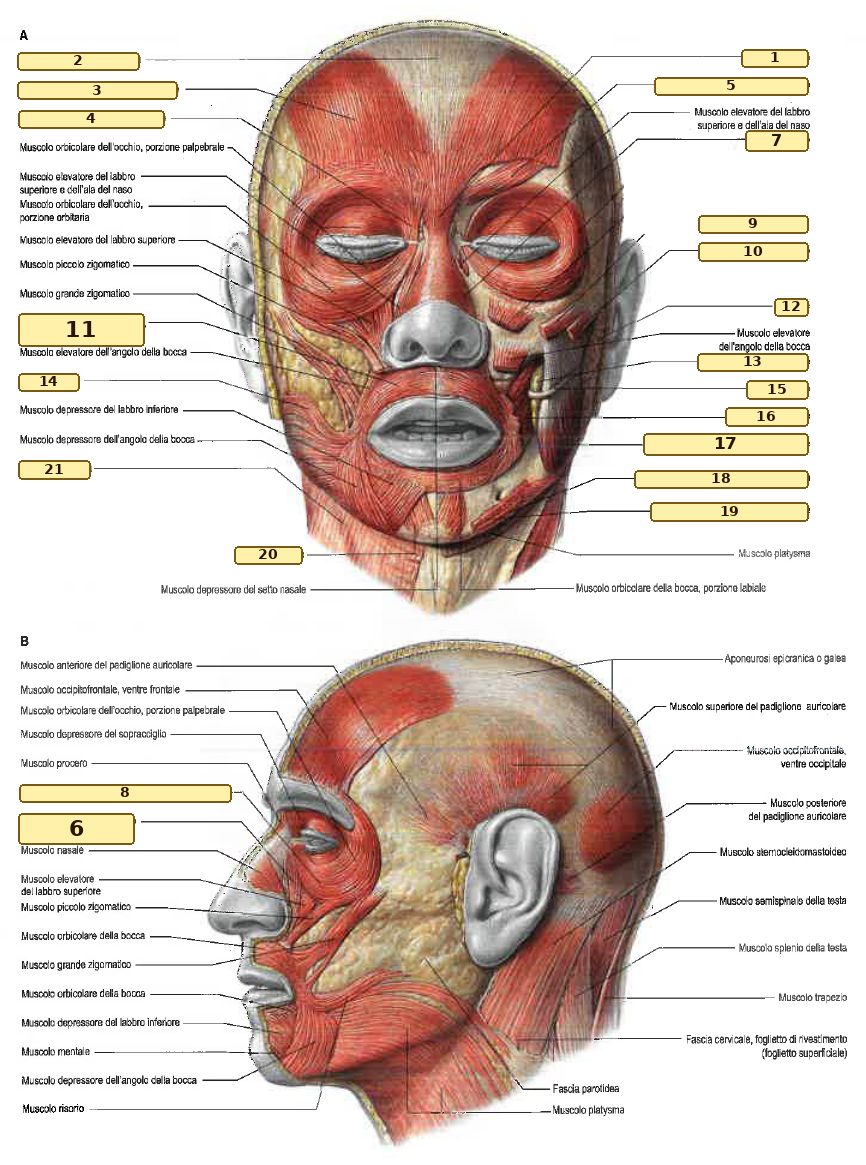 A
2
1
3
5
4
Muscolo elevatore del labbro
superiore e dell'ala del naso
7
Muscolo orbicolare dell'occhio, porzione palpebrale
Muscolo elevatore del labbro
superiore e dell'ala del naso
Muscolo orbicolare dell'occhio,
porzione orbitaria
9
Muscolo elevatore del labbro superiore
10
Muscolo piccolo zigomatico
Muscolo grande zigomatico
12
11
Muscolo elevatore
dell'angolo della bocca
Muscolo elevatore dell'angolo della bocca
13
14
15
Muscolo depressore del labbro inferiore
16
Muscolo depressore dell'angolo della bocca
17
21
18
19
20
Muscolo platysma
Muscolo depressore del setto nasale
Muscolo orbicolare della bocca, porzione labiale
B
Muscolo anteriore del padiglione auricolare
Aponeurosi epicranica o galea
Muscolo occipitofrontale, ventre frontale
Muscolo superiore del padiglione auricolare
Muscolo orbicolare dell'occhio, porzione palpebrale
Muscolo depressore del sopracciglio
Muscolo occipitofrontale,
ventre occipitale
Muscolo procero
8
Muscolo posteriore
del padiglione auricolare
6
Muscolo nasale
Muscolo sternocleidomastoideo
Muscolo elevatore
del labbro superiore
Muscolo piccolo zigomatico
Muscolo semispinale della testa
Muscolo orbicolare della bocca
Muscolo splenio della testa
Muscolo grande zigomatico
Muscolo orbicolare della bocca
Muscolo trapezio
Muscolo depressore del labbro inferiore
Muscolo mentale
Fascia cervicale, foglietto di rivestimento
(foglietto superficiale)
Muscolo depressore dell'angolo della bocca
Fascia parotidea
Muscolo risorio
Muscolo platysma